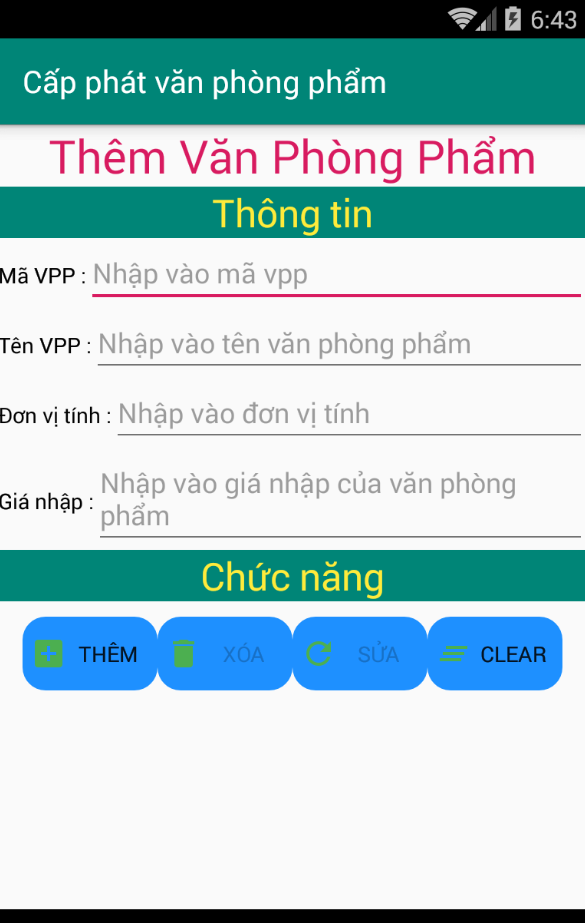 6:43
Cấp phát văn phòng phẩm
Thêm Văn Phòng Phẩm
Thông tin
Mã VPP : Nhập vào mã vpp
Tên VPP : Nhập vào tên văn phòng phẩm
Đơn vị tính : Nhập vào đơn vị tính
Giá nhập : Nhập vào giá nhập của văn phòng
phẩm
Chức năng
THÊM XÓA SỬA CLEAR